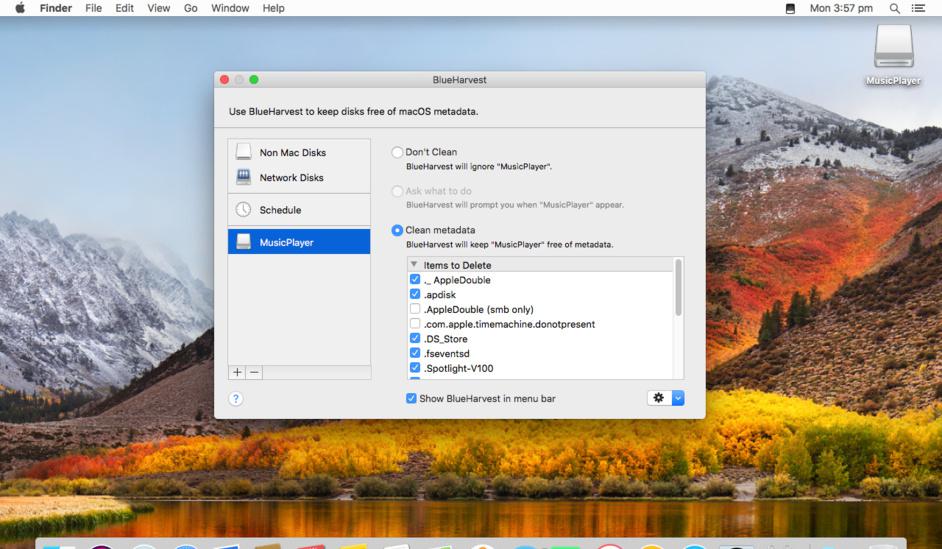 Finder File Edit View Go Window Help Mon 3:57 pm
MusicPlayer
BlueHarvest
Use BlueHarvest to keep disks free of macOS metadata.
Non Mac Disks
Network Disks
Schedule
MusicPlayer
+ −
?
Don't Clean
BlueHarvest will ignore "MusicPlayer".
Ask what to do
BlueHarvest will prompt you when "MusicPlayer" appear.
Clean metadata
BlueHarvest will keep "MusicPlayer" free of metadata.
Items to Delete
._ AppleDouble
.apdisk
.AppleDouble (smb only)
.com.apple.timemachine.donotpresent
.DS_Store
.fseventsd
.Spotlight-V100
Show BlueHarvest in menu bar